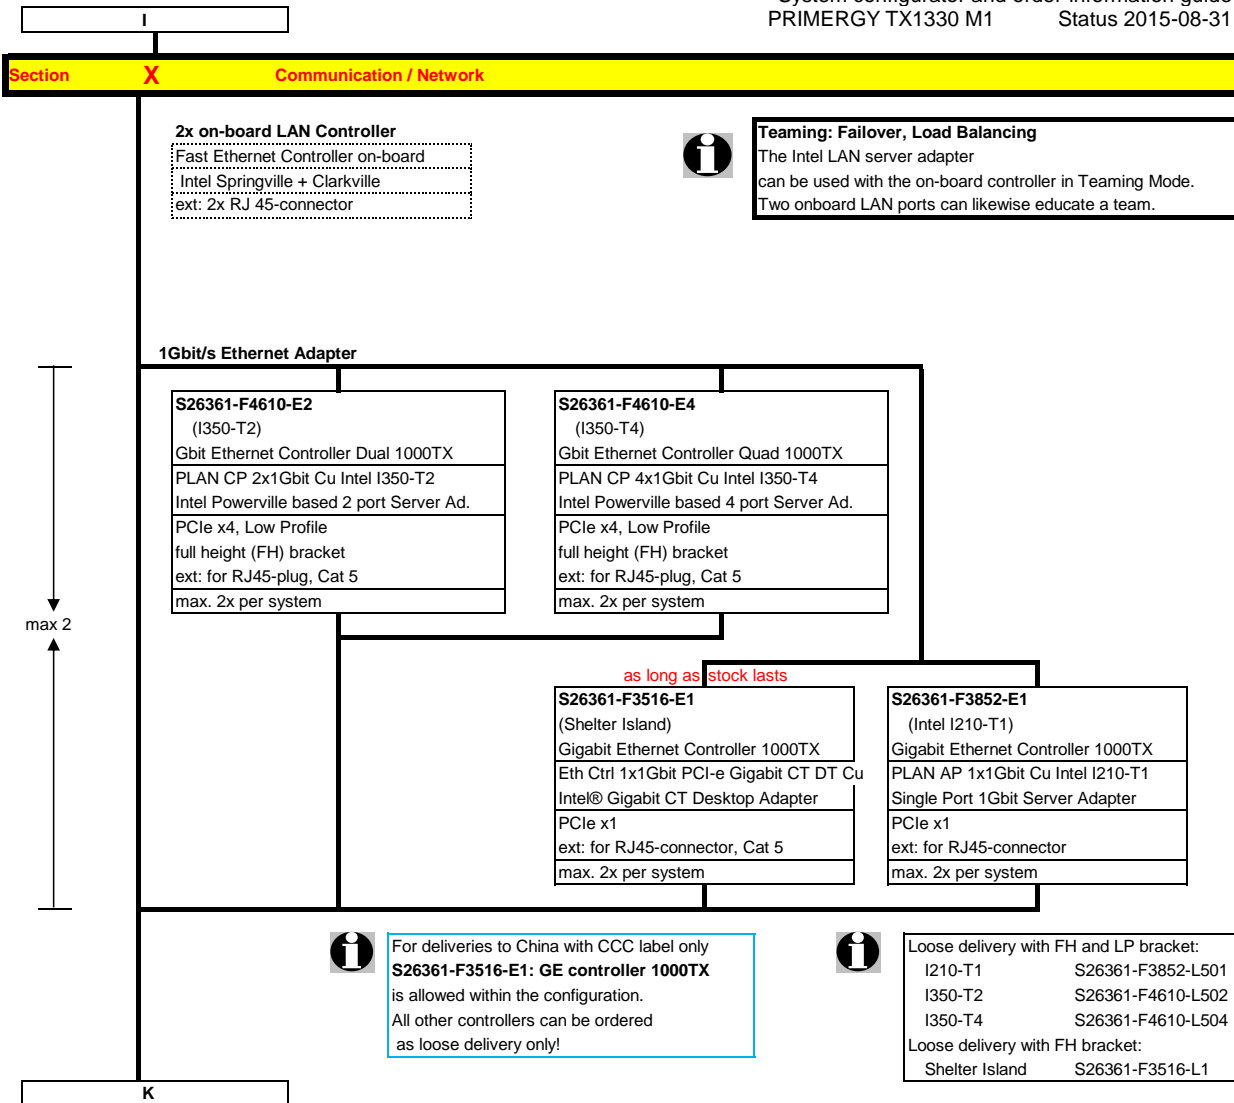 System configurator and order information guide
I
PRIMERGY TX1330 M1 Status 2015-08-31
Section X Communication / Network
2x on-board LAN Controller
Fast Ethernet Controller on-board
Intel Springville + Clarkville
ext: 2x RJ 45-connector
Teaming: Failover, Load Balancing
The Intel LAN server adapter
can be used with the on-board controller in Teaming Mode.
Two onboard LAN ports can likewise educate a team.
1Gbit/s Ethernet Adapter
max 2
S26361-F4610-E2
(I350-T2)
Gbit Ethernet Controller Dual 1000TX
PLAN CP 2x1Gbit Cu Intel I350-T2
Intel Powerville based 2 port Server Ad.
PCIe x4, Low Profile
full height (FH) bracket
ext: for RJ45-plug, Cat 5
max. 2x per system
S26361-F4610-E4
(I350-T4)
Gbit Ethernet Controller Quad 1000TX
PLAN CP 4x1Gbit Cu Intel I350-T4
Intel Powerville based 4 port Server Ad.
PCIe x4, Low Profile
full height (FH) bracket
ext: for RJ45-plug, Cat 5
max. 2x per system
as long as stock lasts
S26361-F3516-E1
(Shelter Island)
Gigabit Ethernet Controller 1000TX
Eth Ctrl 1x1Gbit PCI-e Gigabit CT DT Cu
Intel® Gigabit CT Desktop Adapter
PCIe x1
ext: for RJ45-connector, Cat 5
max. 2x per system
S26361-F3852-E1
(Intel I210-T1)
Gigabit Ethernet Controller 1000TX
PLAN AP 1x1Gbit Cu Intel I210-T1
Single Port 1Gbit Server Adapter
PCIe x1
ext: for RJ45-connector
max. 2x per system
For deliveries to China with CCC label only
S26361-F3516-E1: GE controller 1000TX
is allowed within the configuration.
All other controllers can be ordered
as loose delivery only!
Loose delivery with FH and LP bracket:
I210-T1 S26361-F3852-L501
I350-T2 S26361-F4610-L502
I350-T4 S26361-F4610-L504
Loose delivery with FH bracket:
Shelter Island S26361-F3516-L1
K